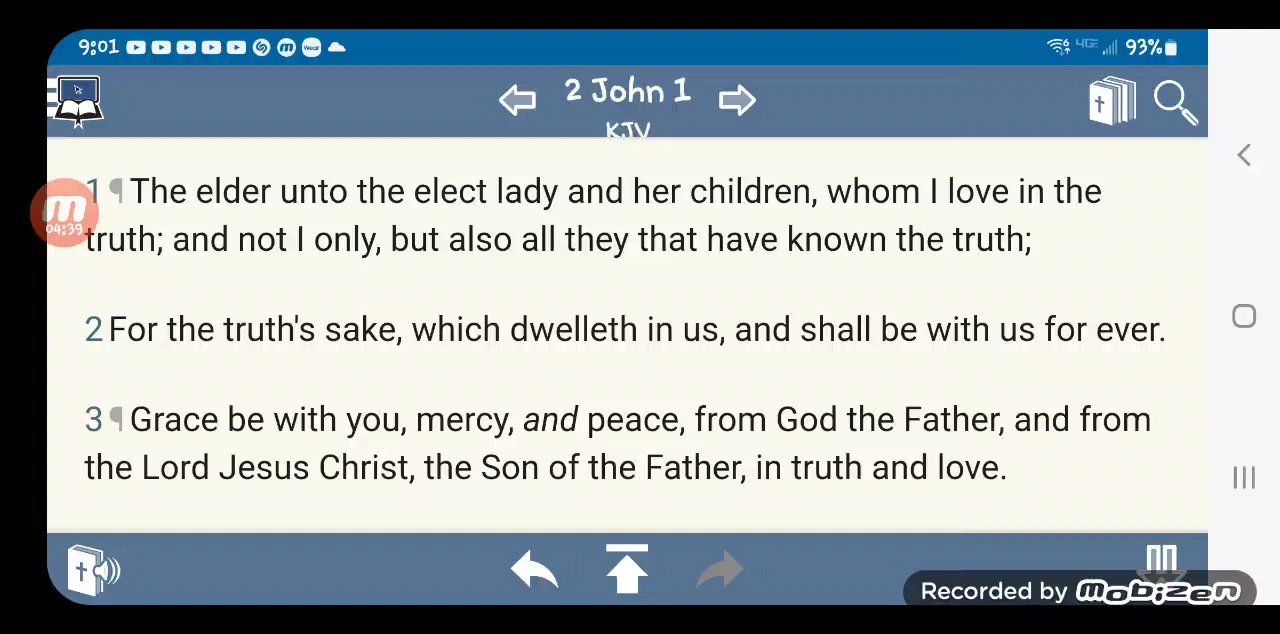 9:01 93%
2 John 1
KJV
1 ¶ The elder unto the elect lady and her children, whom I love in the
04:39
truth; and not I only, but also all they that have known the truth;
2 For the truth's sake, which dwelleth in us, and shall be with us for ever.
3 ¶ Grace be with you, mercy, and peace, from God the Father, and from
the Lord Jesus Christ, the Son of the Father, in truth and love.
Recorded by mobizen